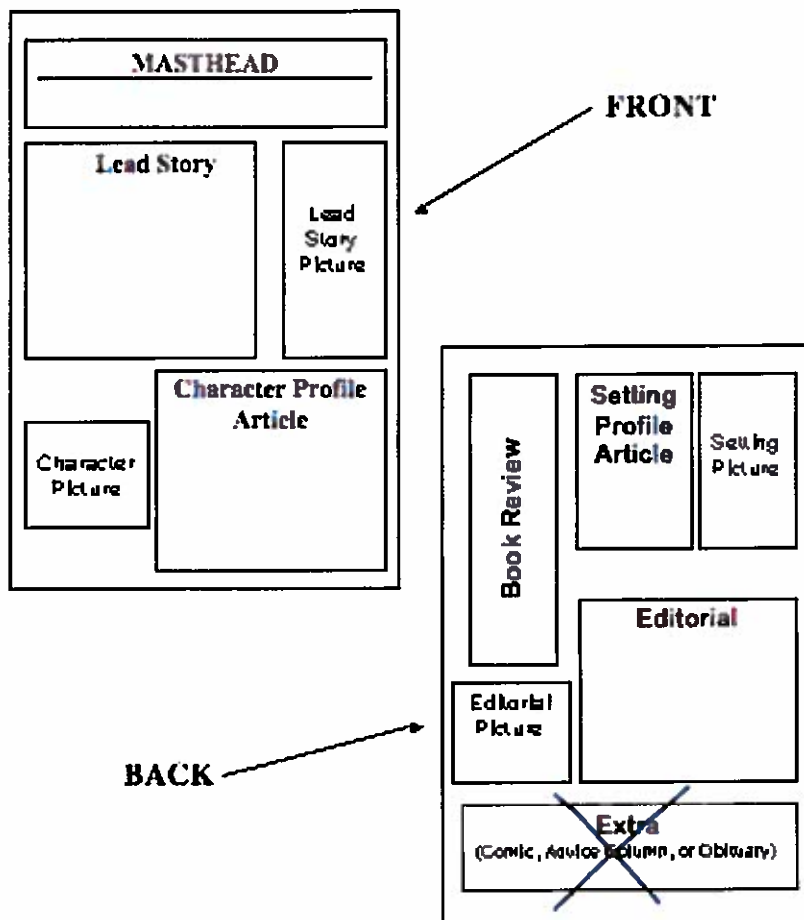 MASTHEAD
FRONT
Lead Story
Lead
Story
Picture
Character Profile
Article
Character
Picture
Book Review
Setting
Profile
Article
Setting
Picture
Editorial
Editorial
Picture
BACK
Extra
(Comic, Advice Column, or Obituary)